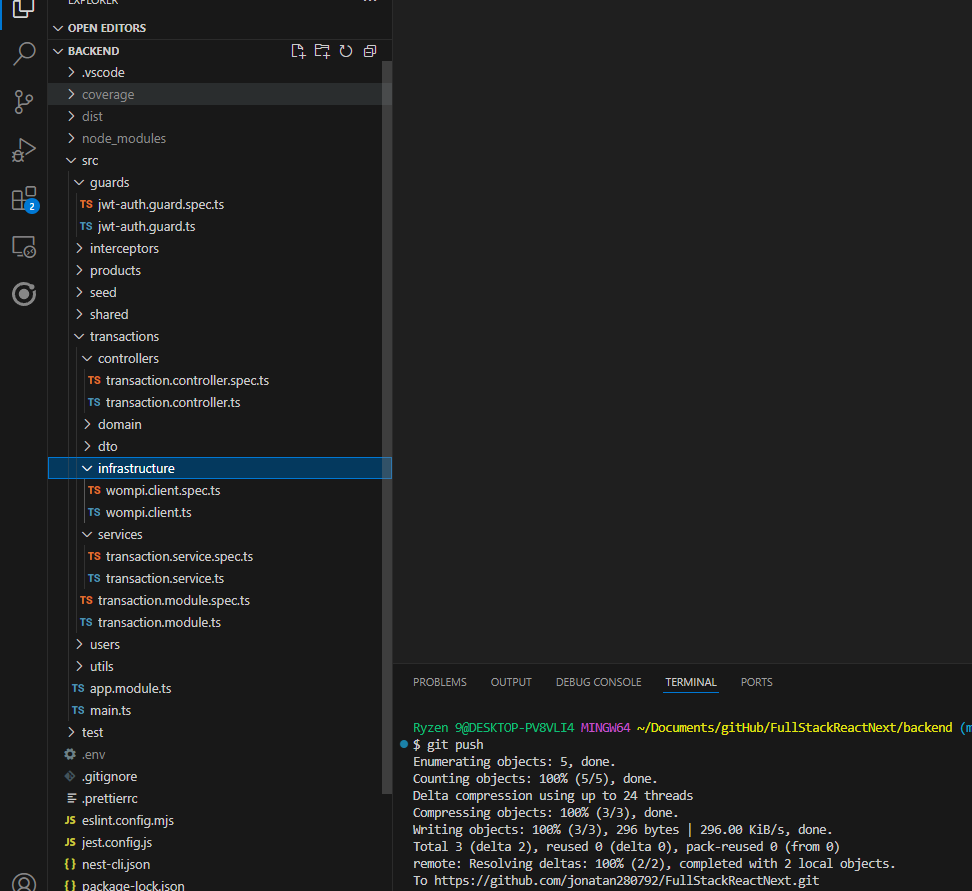 EXPLORER
OPEN EDITORS
BACKEND
.vscode
coverage
dist
node_modules
src
guards
TS jwt-auth.guard.spec.ts
TS jwt-auth.guard.ts
interceptors
products
seed
shared
transactions
controllers
TS transaction.controller.spec.ts
TS transaction.controller.ts
domain
dto
infrastructure
TS wompi.client.spec.ts
TS wompi.client.ts
services
TS transaction.service.spec.ts
TS transaction.service.ts
TS transaction.module.spec.ts
TS transaction.module.ts
users
utils
TS app.module.ts
TS main.ts
test
.env
.gitignore
.prettierrc
JS eslint.config.mjs
JS jest.config.js
{} nest-cli.json
{} package-lock.json
2
PROBLEMS OUTPUT DEBUG CONSOLE TERMINAL PORTS
Ryzen 9@DESKTOP-PV8VLI4 MINGW64 ~/Documents/gitHub/FullStackReactNext/backend (m
$ git push
Enumerating objects: 5, done.
Counting objects: 100% (5/5), done.
Delta compression using up to 24 threads
Compressing objects: 100% (3/3), done.
Writing objects: 100% (3/3), 296 bytes | 296.00 KiB/s, done.
Total 3 (delta 2), reused 0 (delta 0), pack-reused 0 (from 0)
remote: Resolving deltas: 100% (2/2), completed with 2 local objects.
To https://github.com/jonatan280792/FullStackReactNext.git